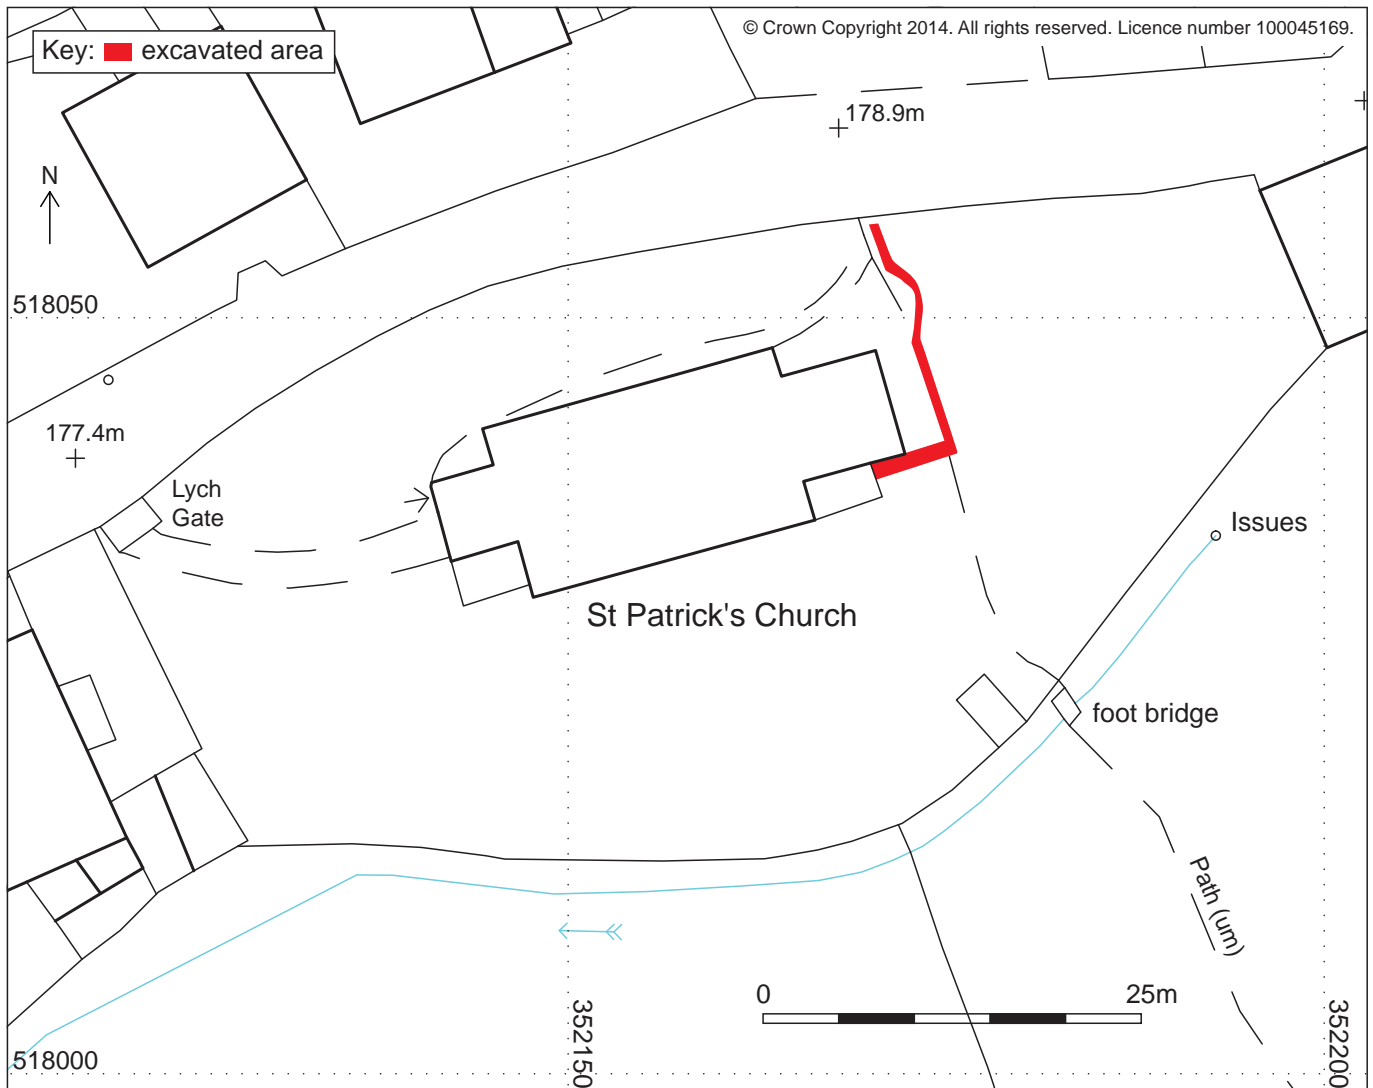 © Crown Copyright 2014. All rights reserved. Licence number 100045169.
Key: excavated area
178.9m
N
518050
177.4m
Lych
Gate
Issues
St Patrick's Church
foot bridge
Path (um)
0 25m
352150
352200
518000